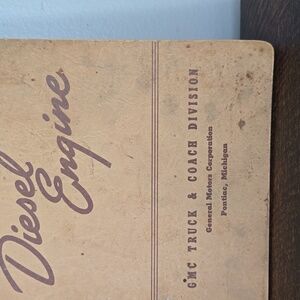 Diesel
Engine
GMC TRUCK & COACH DIVISION
General Motors Corporation
Pontiac, Michigan